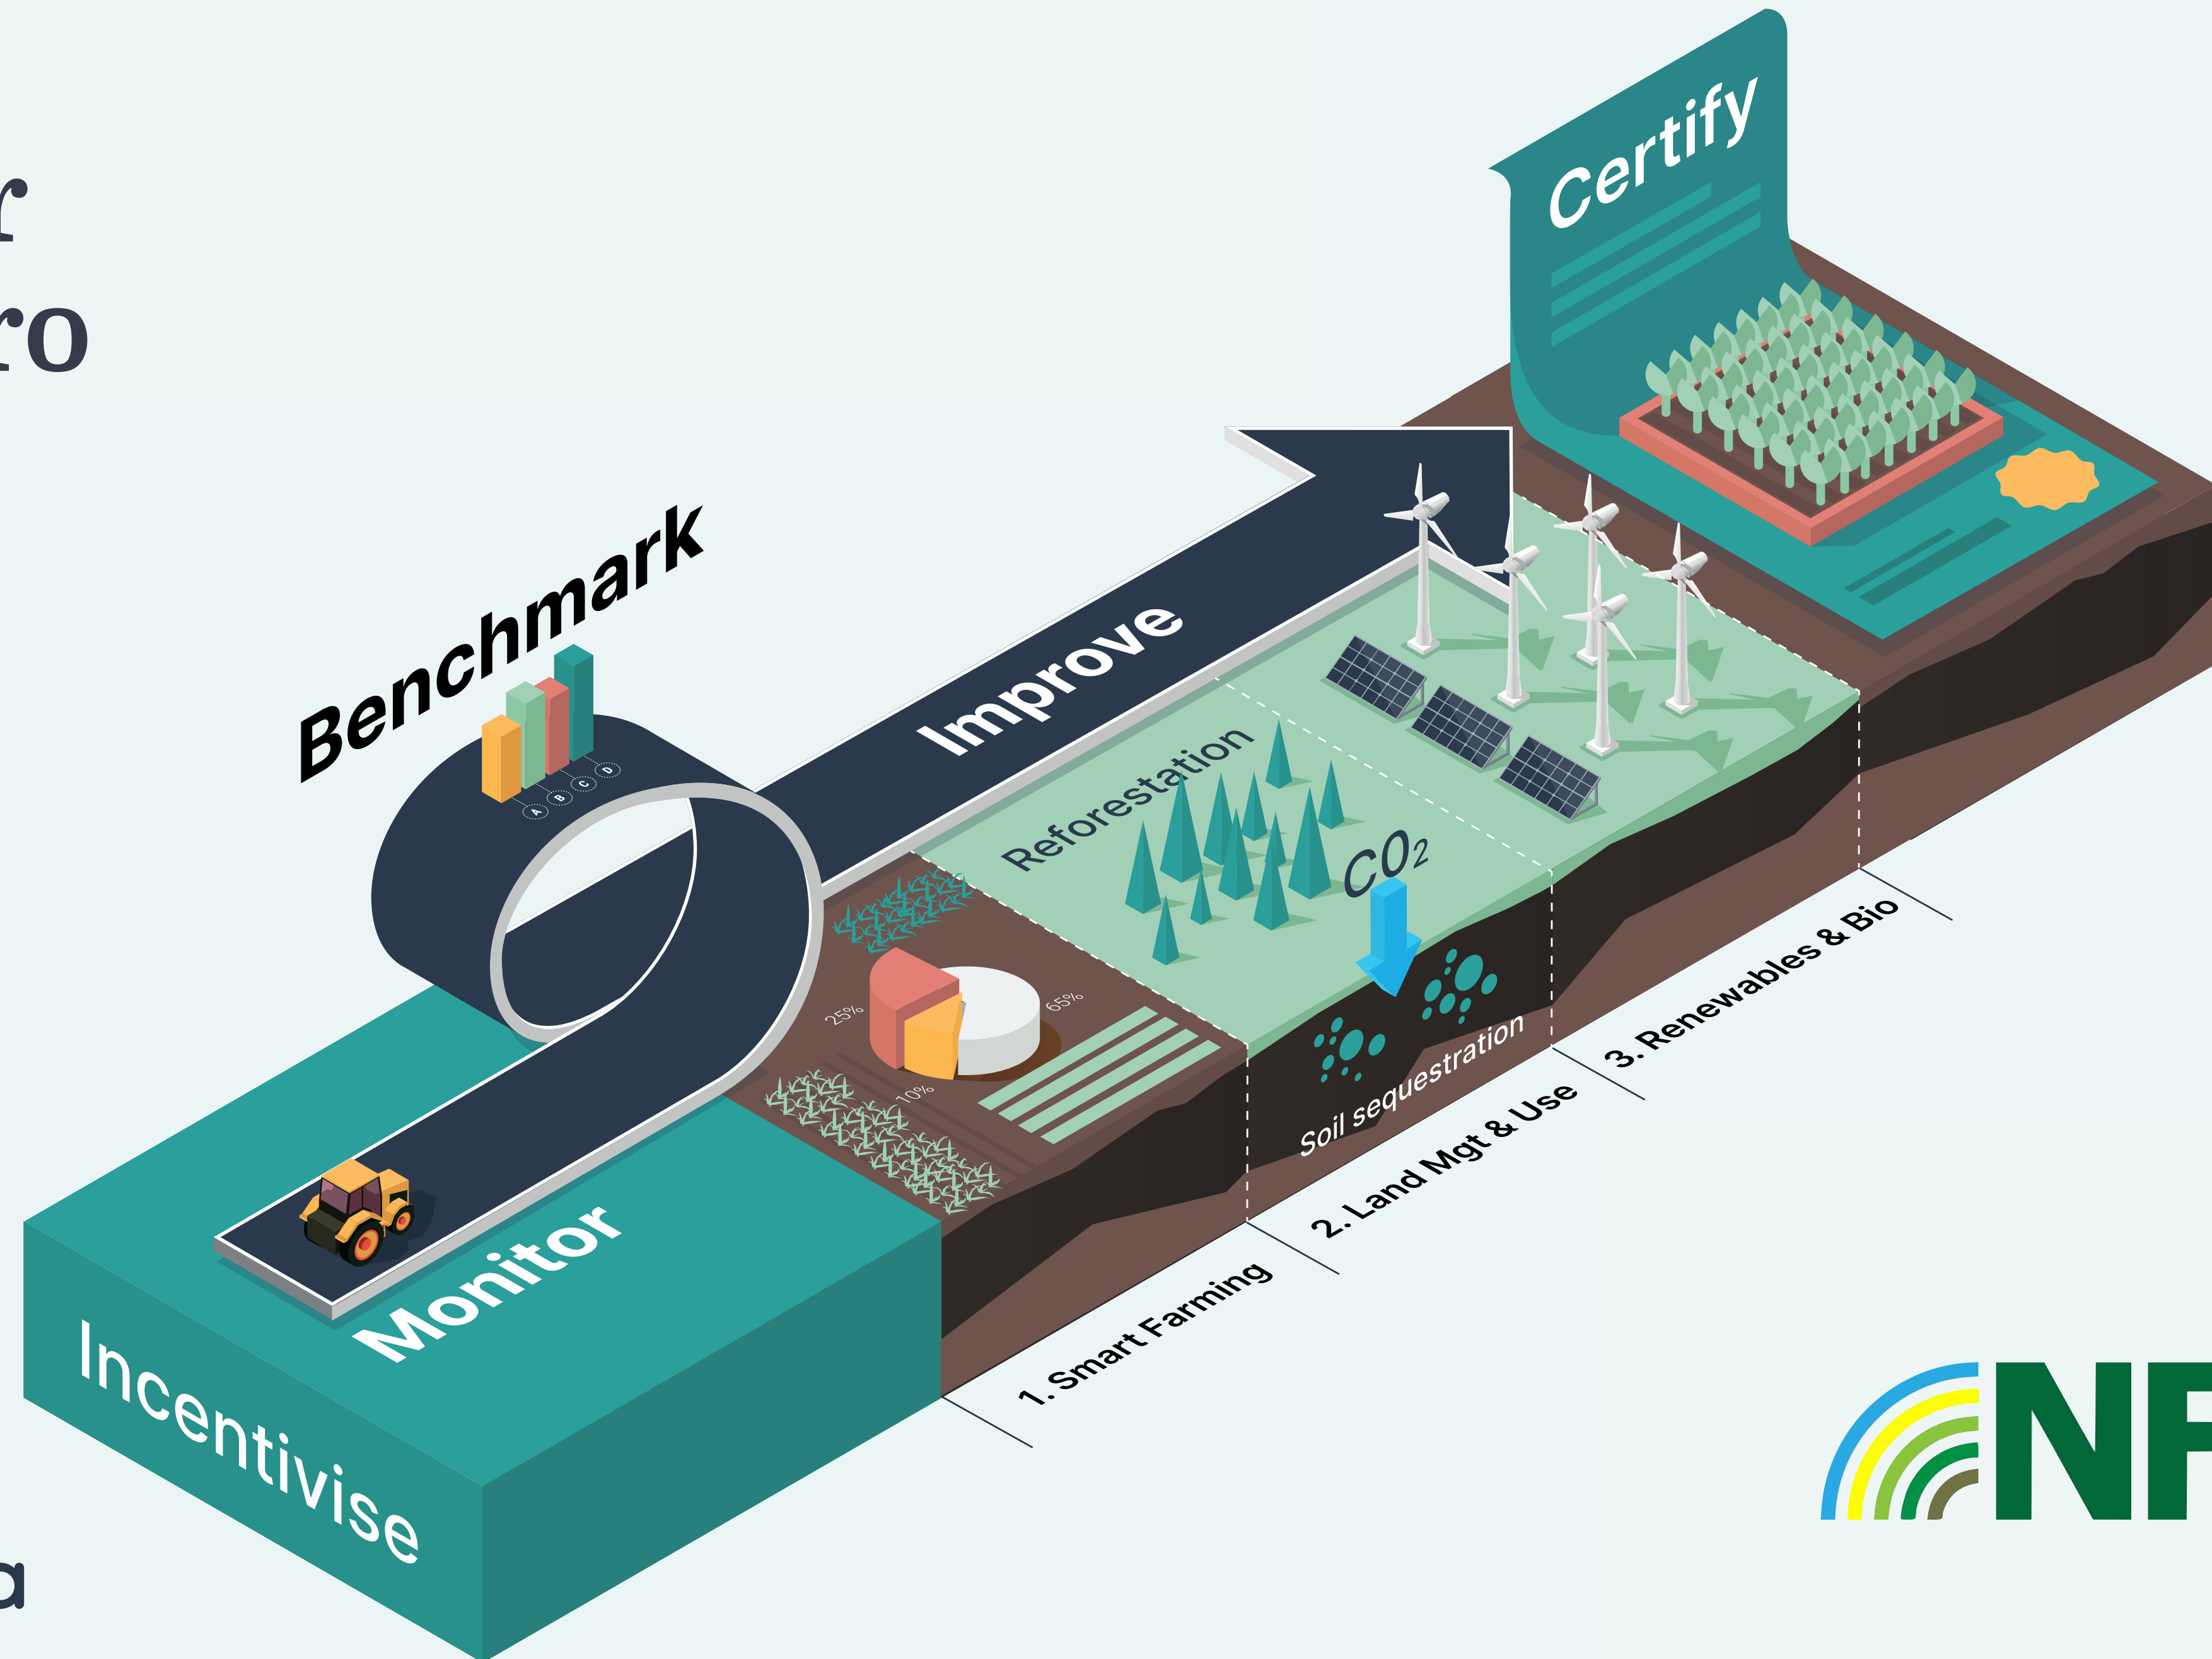 r
ro
Certify
Benchmark
A
B
C
D
Improve
Reforestation
CO₂
25%
65%
10%
Soil sequestration
3. Renewables & Bio
2. Land Mgt & Use
1. Smart Farming
Monitor
Incentivise
a
NF